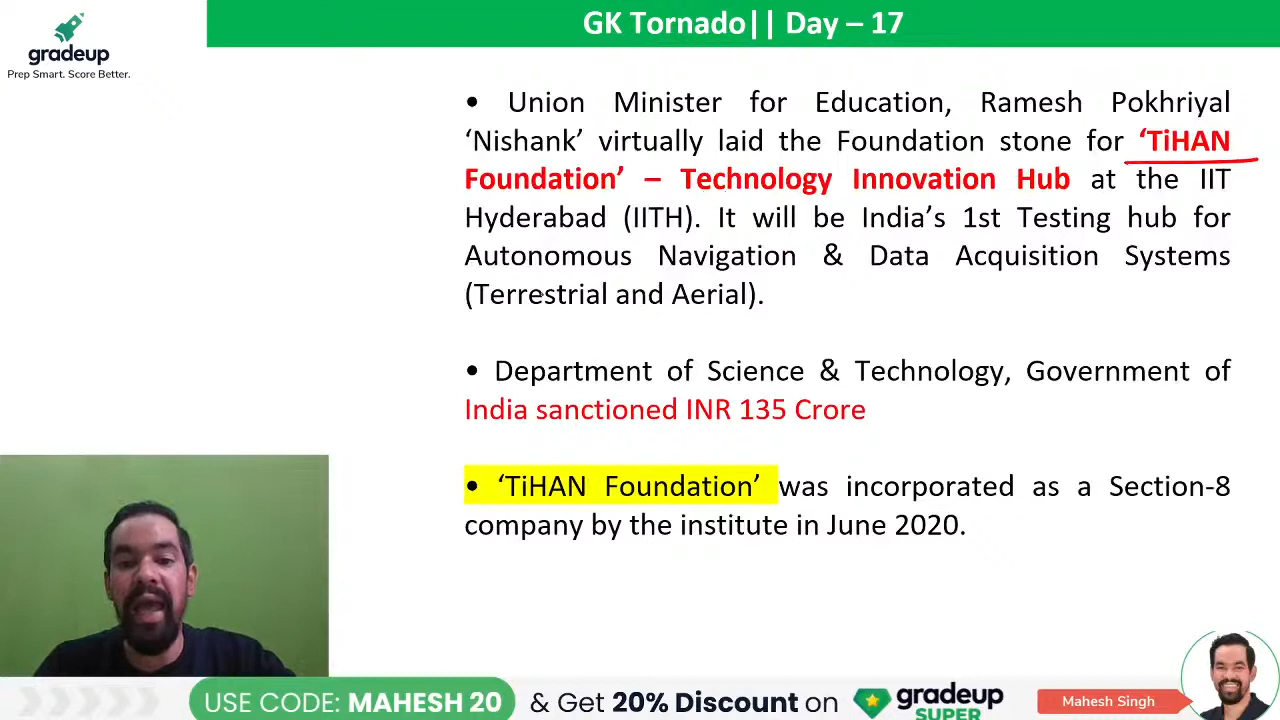 gradeup
Prep Smart. Score Better.
GK Tornado|| Day – 17
• Union Minister for Education, Ramesh Pokhriyal
‘Nishank’ virtually laid the Foundation stone for ‘TiHAN
Foundation’ – Technology Innovation Hub at the IIT
Hyderabad (IITH). It will be India’s 1st Testing hub for
Autonomous Navigation & Data Acquisition Systems
(Terrestrial and Aerial).
• Department of Science & Technology, Government of
India sanctioned INR 135 Crore
• ‘TiHAN Foundation’ was incorporated as a Section-8
company by the institute in June 2020.
USE CODE: MAHESH 20 & Get 20% Discount on gradeup
SUPER
Mahesh Singh